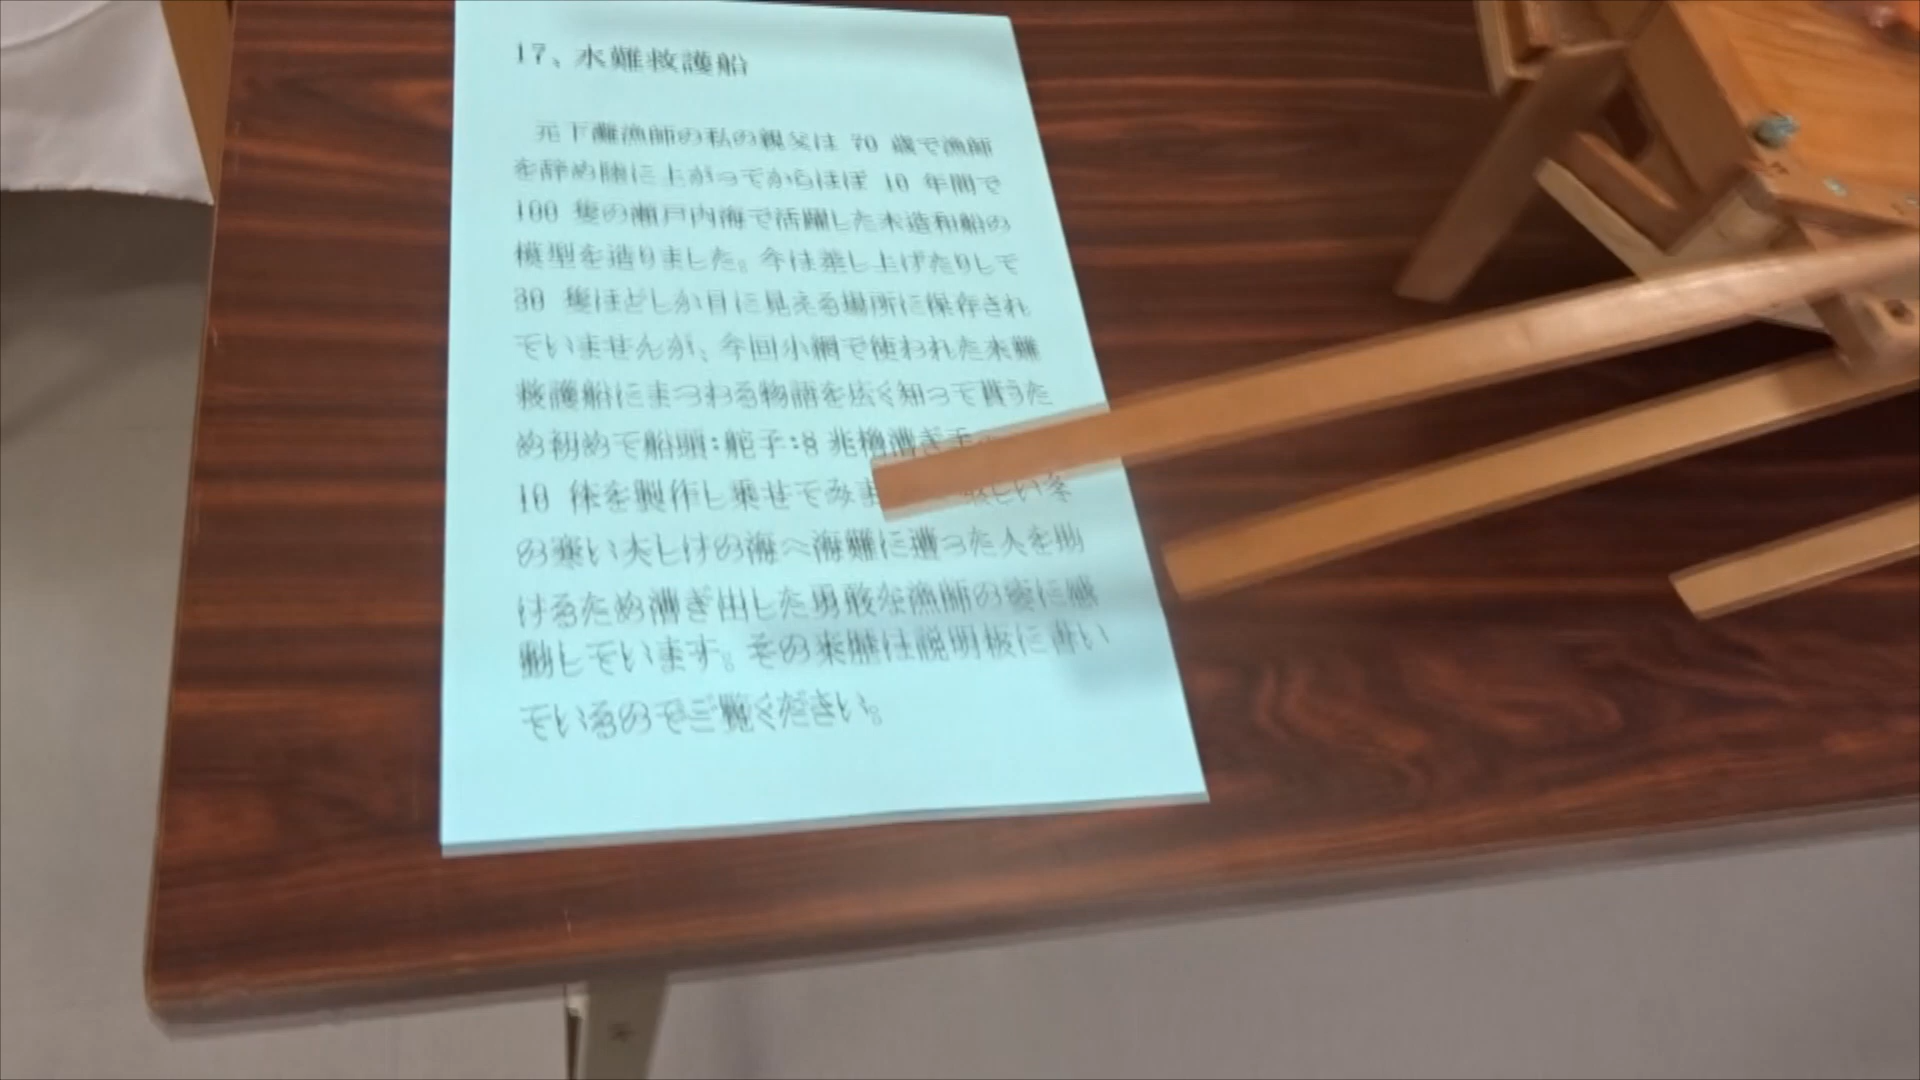 17、水難救護船
元下灘漁師の私の親父は 70 歳で漁師
を辞め陸に上がってからほぼ 10 年間で
100 隻の瀬戸内海で活躍した木造和船の
模型を造りました。今は差し上げたりして
30 隻ほどしか目に見える場所に保存され
ていませんが、今回小網で使われた水難
救護船にまつわる物語を広く知って貰うた
め初めて船頭:舵子:8 兆櫓漕ぎ手
10 体を製作し乗せてみま 厳しい冬
の寒い大しけの海へ海難に遭った人を助
けるため漕ぎ出した勇敢な漁師の姿に感
動しています。その来歴は説明板に書い
ているのでご覧ください。